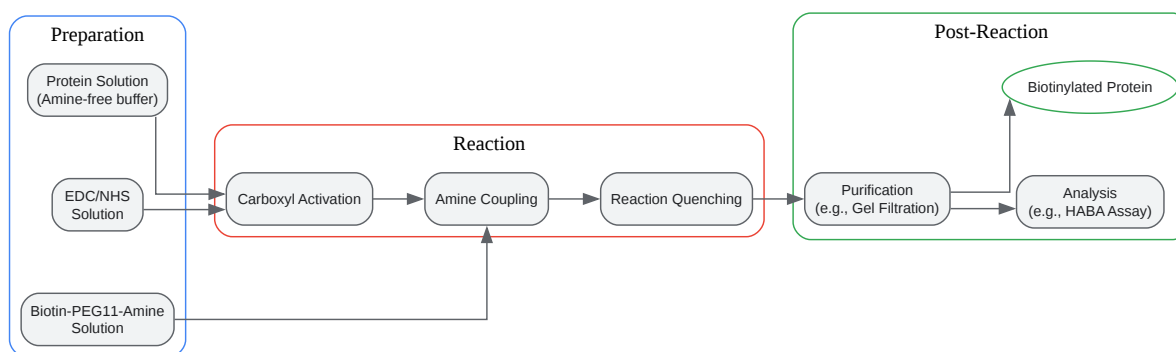 Preparation
Protein Solution
(Amine-free buffer)
EDC/NHS
Solution
Biotin-PEG11-Amine
Solution
Reaction
Carboxyl Activation
Amine Coupling
Reaction Quenching
Post-Reaction
Biotinylated Protein
Purification
(e.g., Gel Filtration)
Analysis
(e.g., HABA Assay)